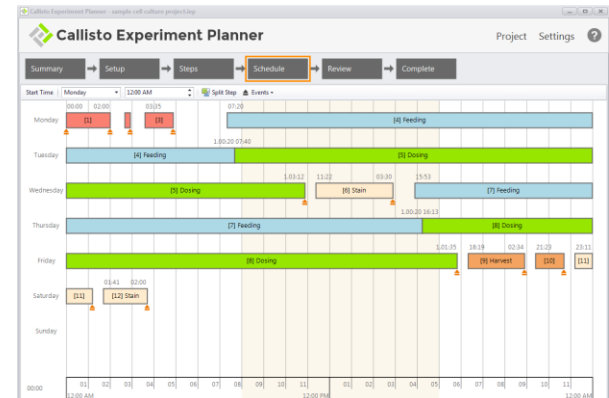 Callisto Experiment Planner - sample cell culture project.iep
Callisto Experiment Planner
Project Settings ?
Summary Setup Steps Schedule Review Complete
Start Time Monday 12:00 AM Split Step Events
00:00 02:00 03:35 07:20
Monday [1] [3] [4] Feeding
1.00:20 07:40
Tuesday [4] Feeding [5] Dosing
1.03:12 11:22 03:30 15:53
Wednesday [5] Dosing [6] Stain [7] Feeding
1.00:20 16:13
Thursday [7] Feeding [8] Dosing
1.01:35 18:19 02:34 21:23 23:11
Friday [8] Dosing [9] Harvest [10] [11]
01:41 02:00
Saturday [11] [12] Stain
Sunday
00:00 01 02 03 04 05 06 07 08 09 10 11 01 02 03 04 05 06 07 08 09 10 11
12:00 AM 12:00 PM 12:00 AM